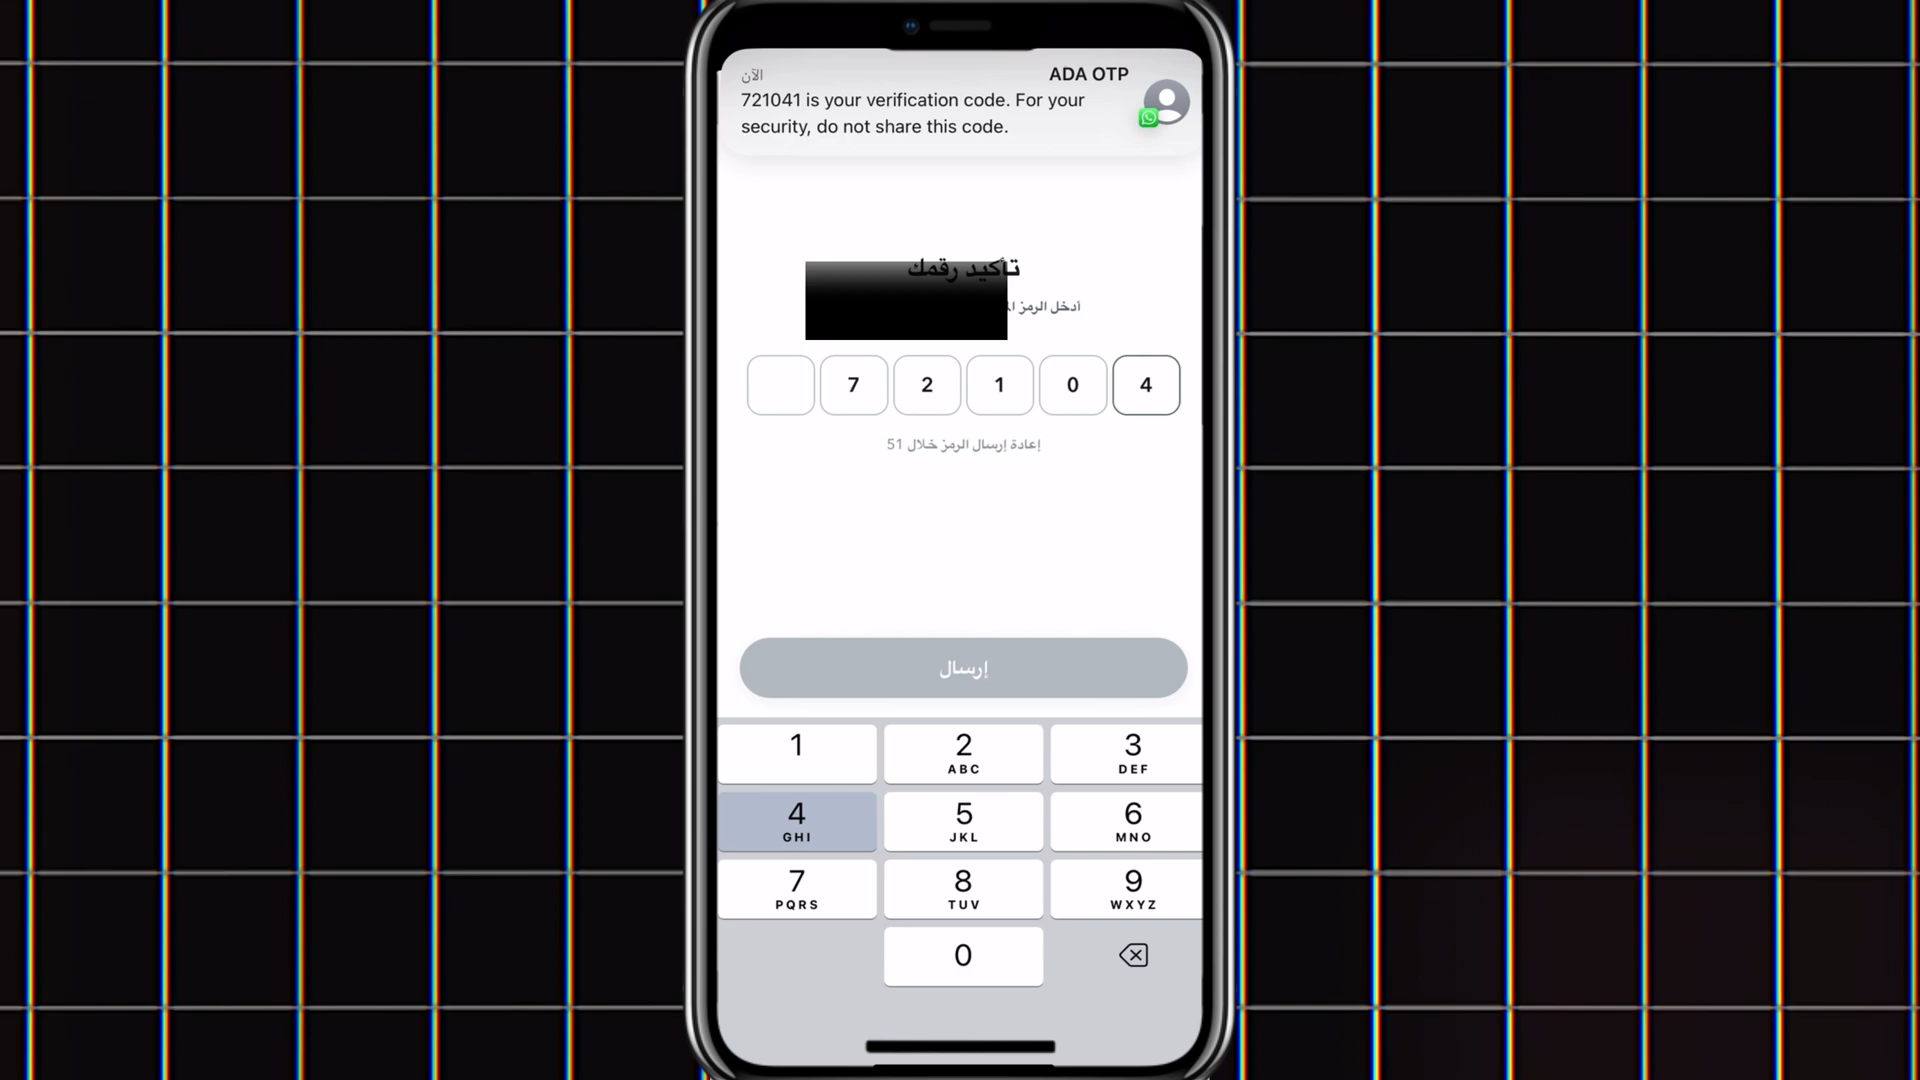 ADA OTP
الآن
721041 is your verification code. For your
security, do not share this code.
تأكيد رقمك
أدخل الرمز
7 2 1 0 4
إعادة إرسال الرمز خلال 51
إرسال
1 2 3
ABC DEF
4 5 6
GHI JKL MNO
7 8 9
PQRS TUV WXYZ
0